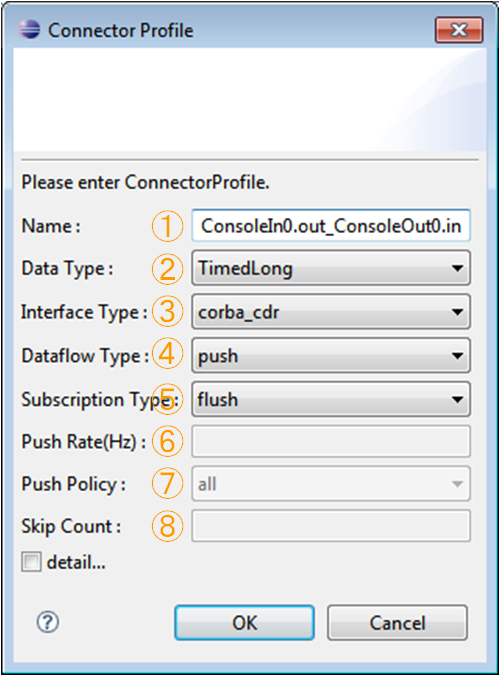 Connector Profile
Please enter ConnectorProfile.
Name : ① ConsoleIn0.out_ConsoleOut0.in
Data Type : ② TimedLong
Interface Type : ③ corba_cdr
Dataflow Type : ④ push
Subscription Type : ⑤ flush
Push Rate(Hz) : ⑥
Push Policy : ⑦ all
Skip Count : ⑧
detail...
? OK Cancel